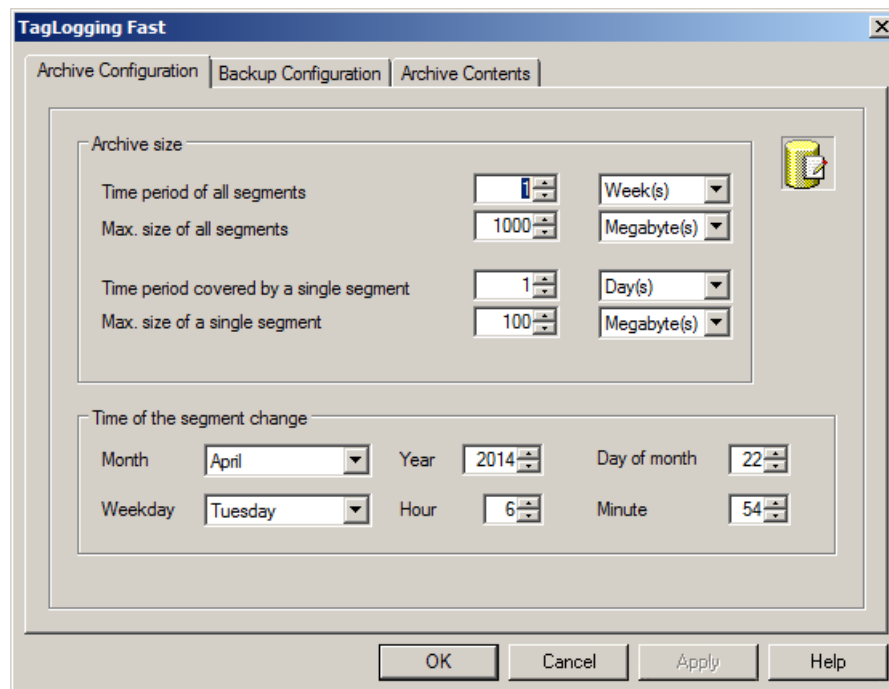 TagLogging Fast
Archive Configuration Backup Configuration Archive Contents
Archive size
Time period of all segments 1 Week(s)
Max. size of all segments 1000 Megabyte(s)
Time period covered by a single segment 1 Day(s)
Max. size of a single segment 100 Megabyte(s)
Time of the segment change
Month April Year 2014 Day of month 22
Weekday Tuesday Hour 6 Minute 54
OK Cancel Apply Help